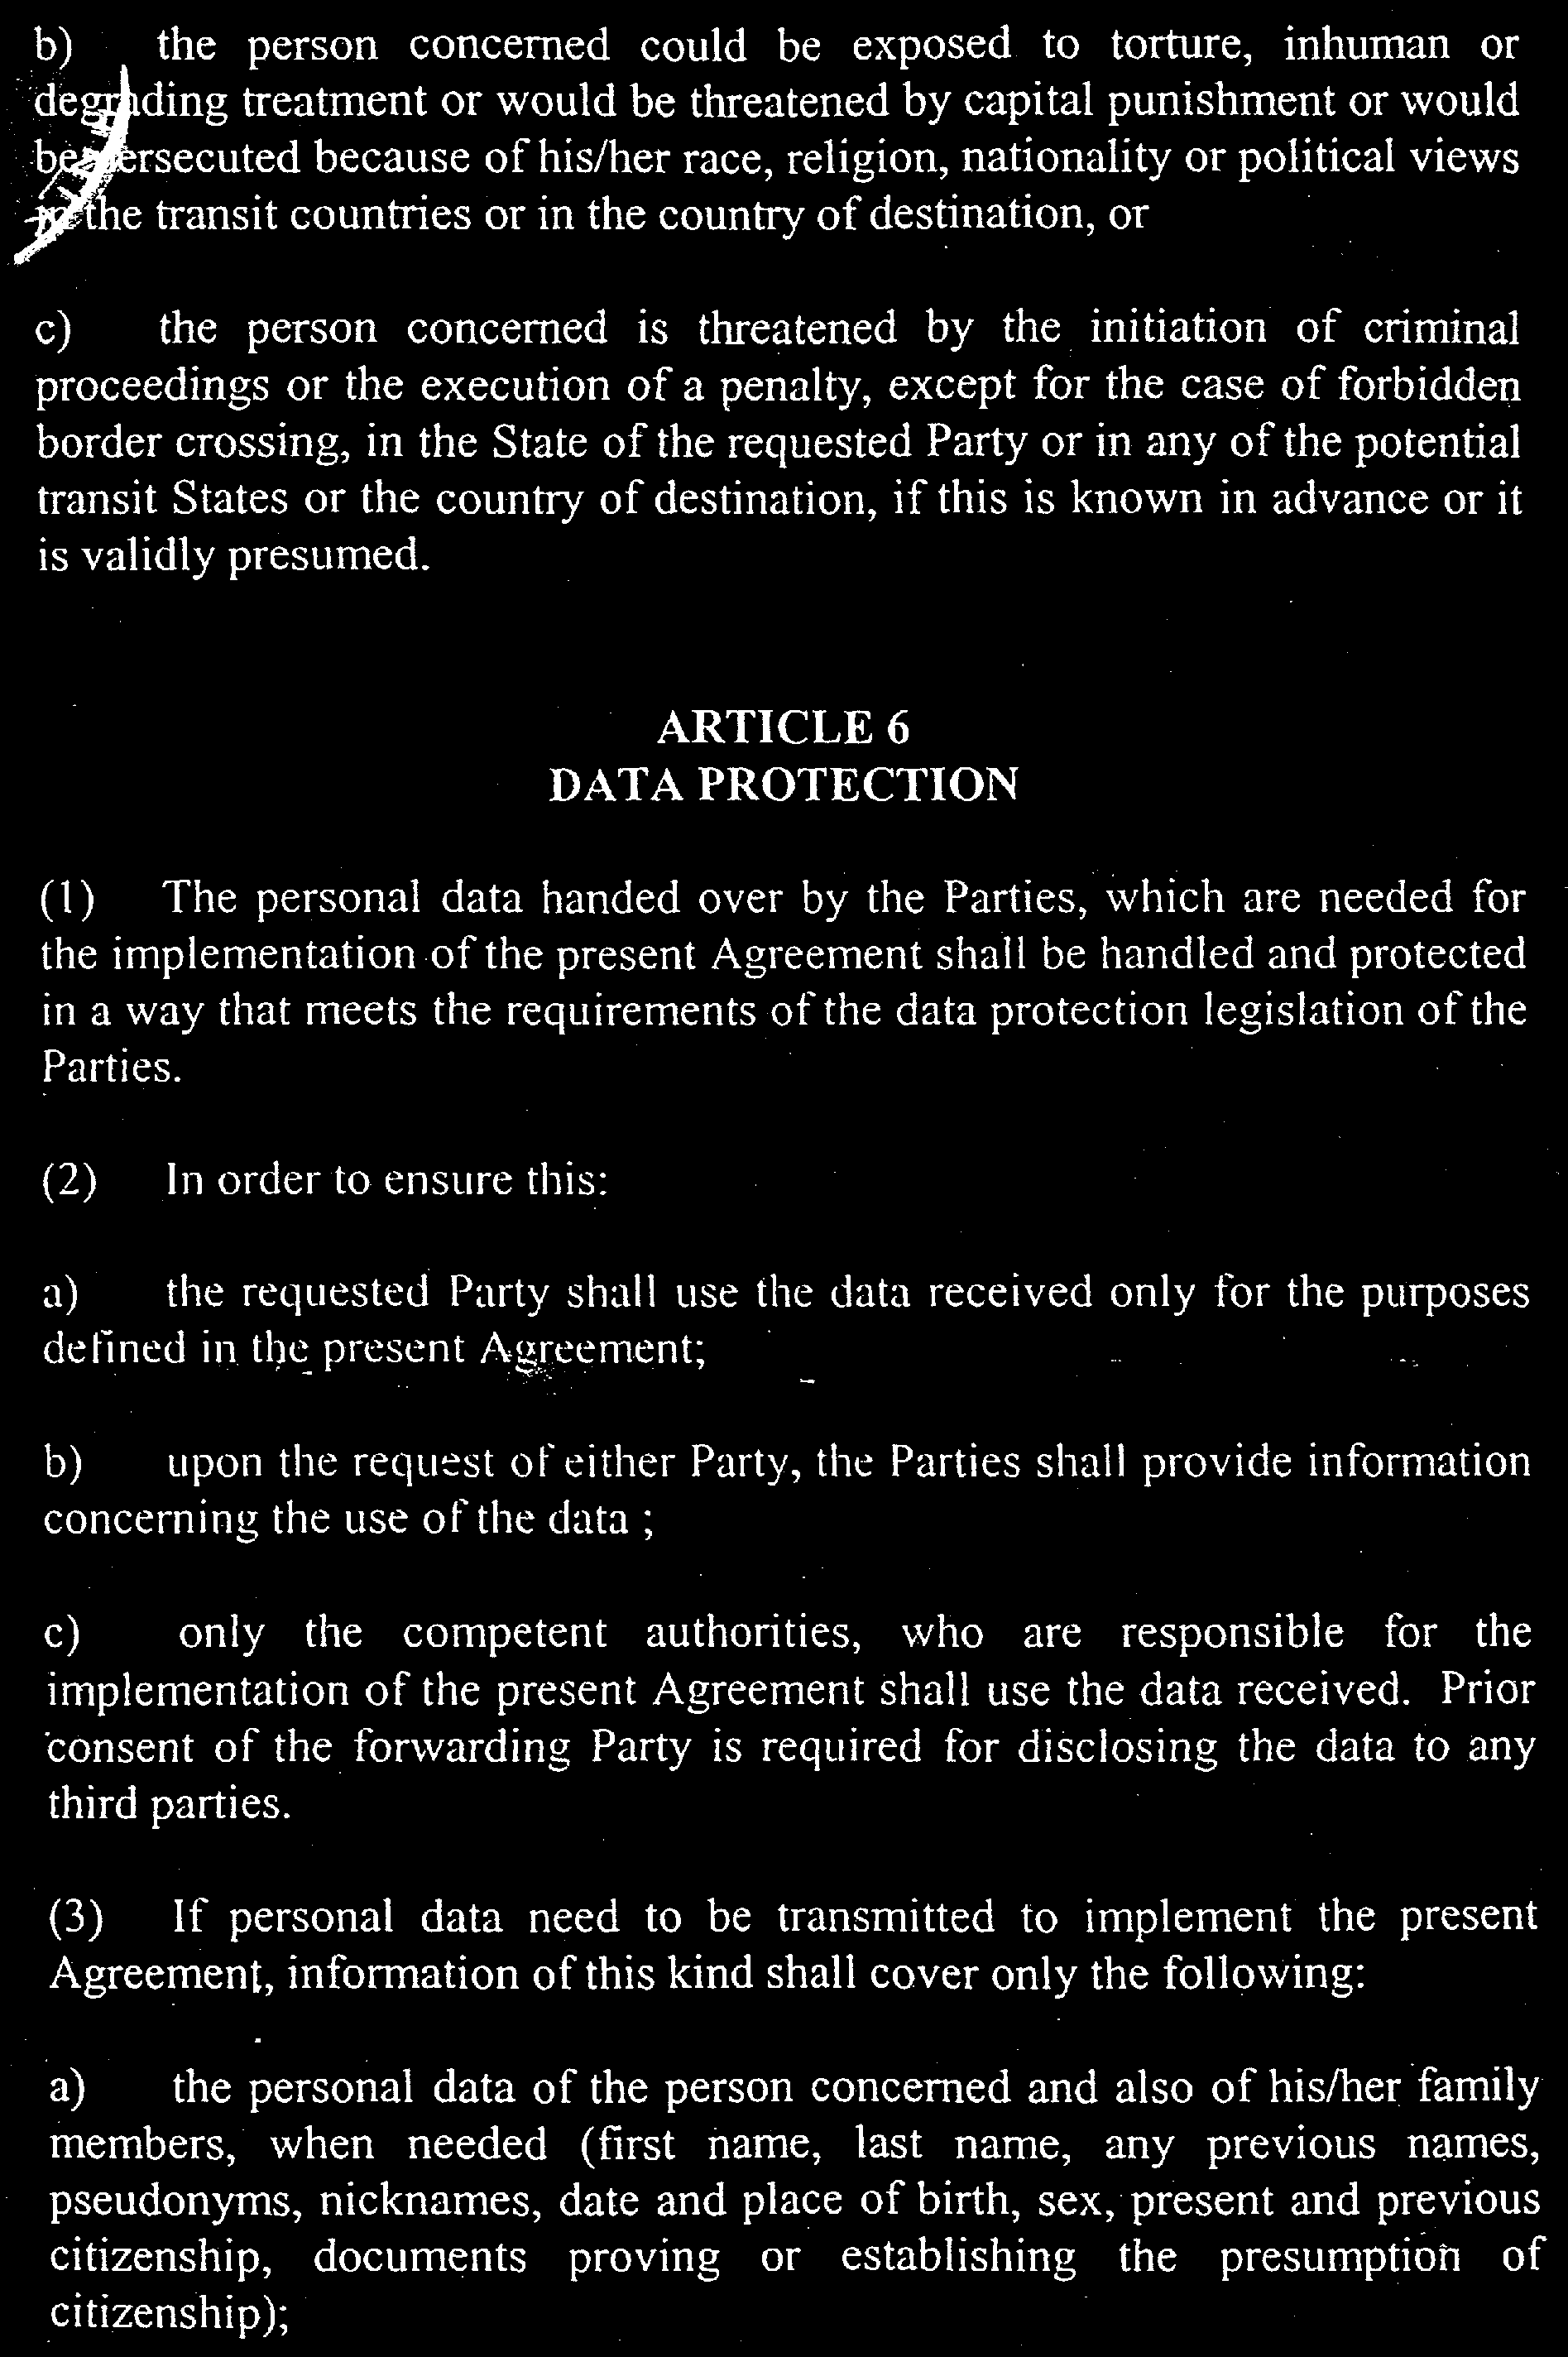 b) the person concerned could be exposed to torture, inhuman or
degrading treatment or would be threatened by capital punishment or would
be persecuted because of his/her race, religion, nationality or political views
the transit countries or in the country of destination, or
c) the person concerned is threatened by the initiation of criminal
proceedings or the execution of a penalty, except for the case of forbidden
border crossing, in the State of the requested Party or in any of the potential
transit States or the country of destination, if this is known in advance or it
is validly presumed.
ARTICLE 6
DATA PROTECTION
(1) The personal data handed over by the Parties, which are needed for
the implementation of the present Agreement shall be handled and protected
in a way that meets the requirements of the data protection legislation of the
Parties.
(2) In order to ensure this:
a) the requested Party shall use the data received only for the purposes
defined in the present Agreement;
b) upon the request of either Party, the Parties shall provide information
concerning the use of the data ;
c) only the competent authorities, who are responsible for the
implementation of the present Agreement shall use the data received. Prior
consent of the forwarding Party is required for disclosing the data to any
third parties.
(3) If personal data need to be transmitted to implement the present
Agreement, information of this kind shall cover only the following:
a) the personal data of the person concerned and also of his/her family
members, when needed (first name, last name, any previous names,
pseudonyms, nicknames, date and place of birth, sex, present and previous
citizenship, documents proving or establishing the presumption of
citizenship);